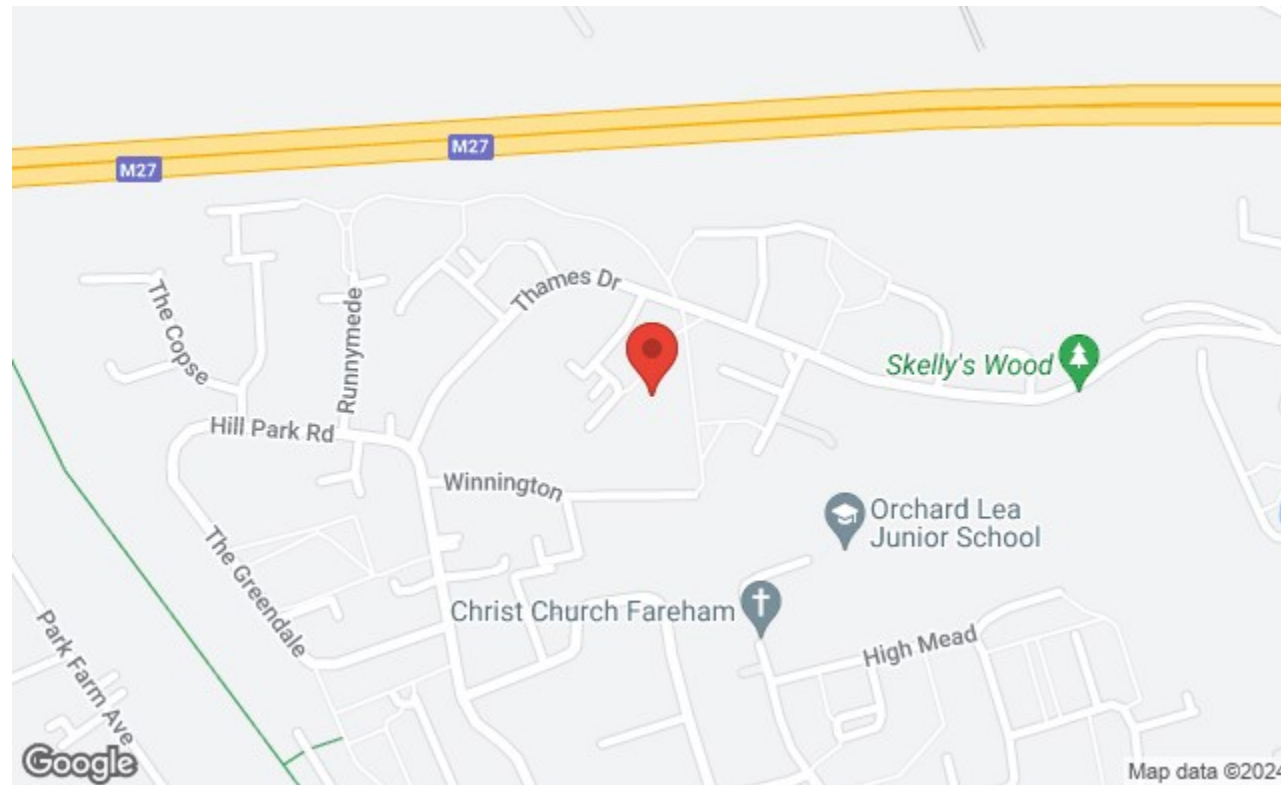 M27
M27
Thames Dr
The Copse
Runnymede
Skelly's Wood
Hill Park Rd
Winnington
Orchard Lea
Junior School
The Greendale
Christ Church Fareham
High Mead
Park Farm Ave
Google
Map data ©2024